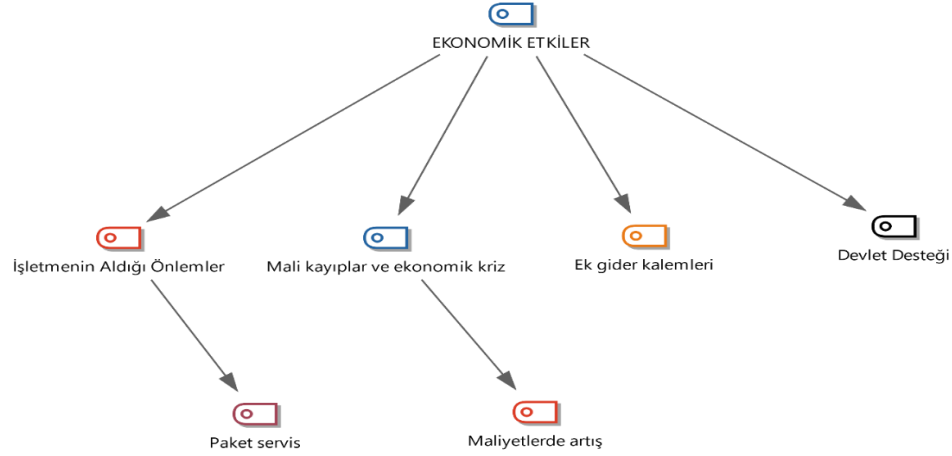 EKONOMİK ETKİLER
İşletmenin Aldığı Önlemler
Mali kayıplar ve ekonomik kriz
Ek gider kalemleri
Devlet Desteği
Paket servis
Maliyetlerde artış